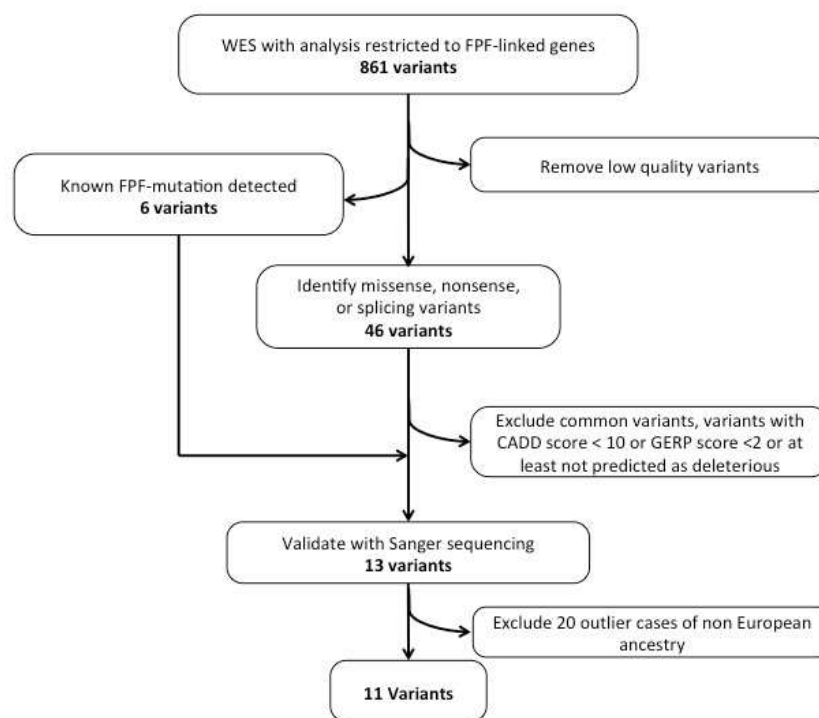 WES with analysis restricted to FPF-linked genes
861 variants
Remove low quality variants
Known FPF-mutation detected
6 variants
Identify missense, nonsense,
or splicing variants
46 variants
Exclude common variants, variants with
CADD score < 10 or GERP score <2 or at
least not predicted as deleterious
Validate with Sanger sequencing
13 variants
Exclude 20 outlier cases of non European
ancestry
11 Variants